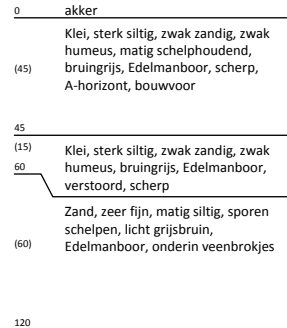 0 akker
Klei, sterk siltig, zwak zandig, zwak
humeus, matig schelphoudend,
(45) bruingrijs, Edelmanboor, scherp,
A-horizont, bouwvoor
45
(15) Klei, sterk siltig, zwak zandig, zwak
60 humeus, bruingrijs, Edelmanboor,
verstoord, scherp
Zand, zeer fijn, matig siltig, sporen
schelpen, licht grijsbruin,
(60) Edelmanboor, onderin veenbrokjes
120